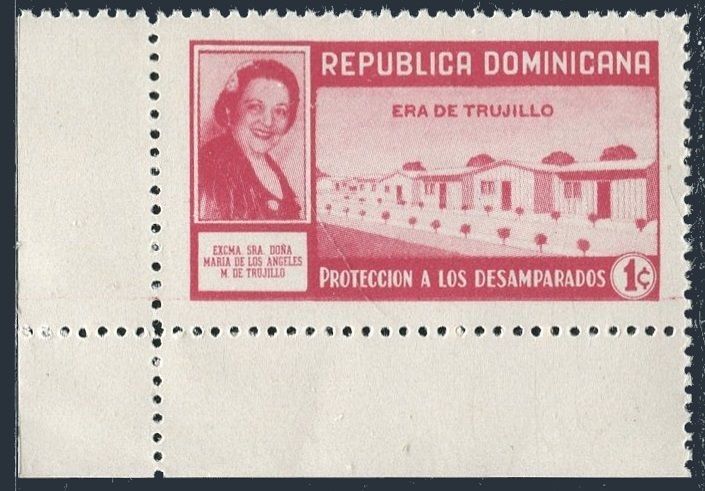 REPUBLICA DOMINICANA
ERA DE TRUJILLO
EXCMA. SRA. DOÑA
MARIA DE LOS ANGELES
M. DE TRUJILLO
PROTECCION A LOS DESAMPARADOS 1¢